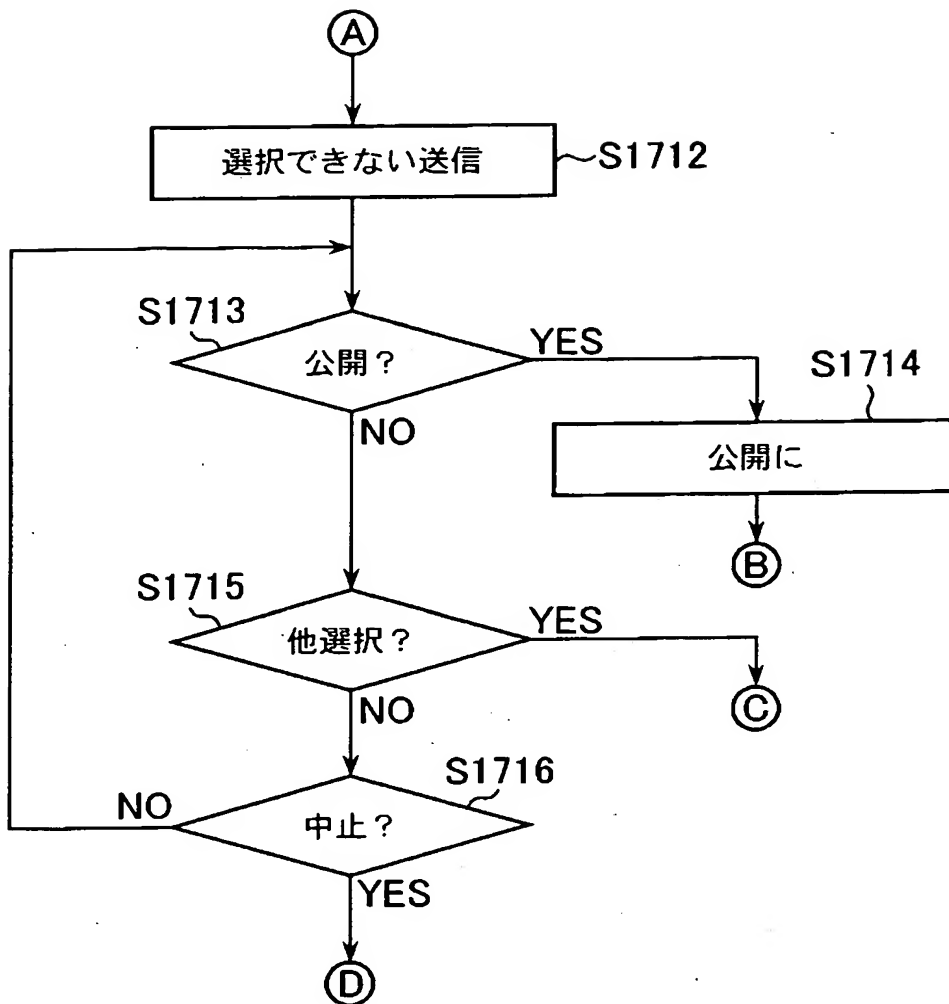 A
選択できない送信
S1712
S1713
公開？
YES
NO
S1714
公開に
B
S1715
他選択？
YES
NO
C
S1716
中止？
NO
YES
D